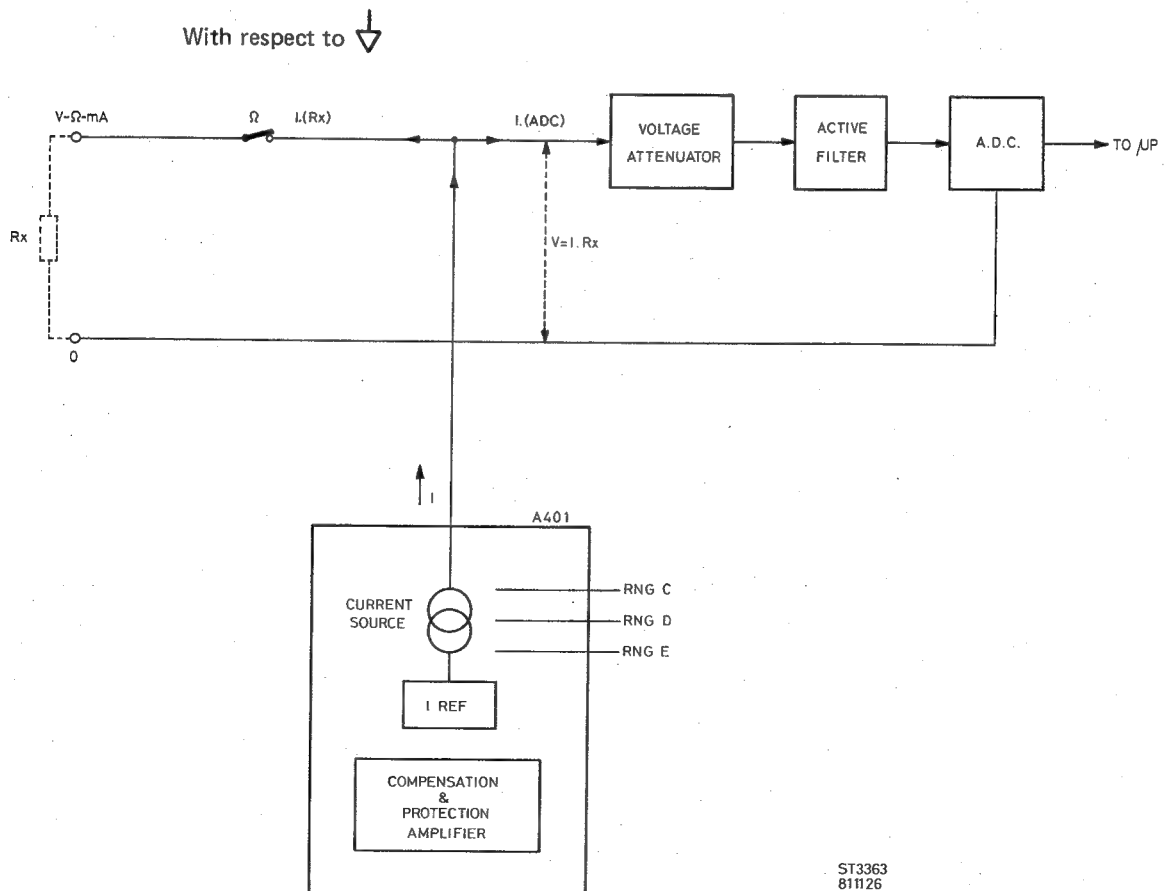 With respect to
V-Ω-mA
Ω
I.(Rx)
I.(ADC)
VOLTAGE
ATTENUATOR
ACTIVE
FILTER
A.D.C.
TO /UP
Rx
V=I.Rx
0
I
A401
CURRENT
SOURCE
RNG C
RNG D
RNG E
I REF
COMPENSATION
&
PROTECTION
AMPLIFIER
ST3363
811126